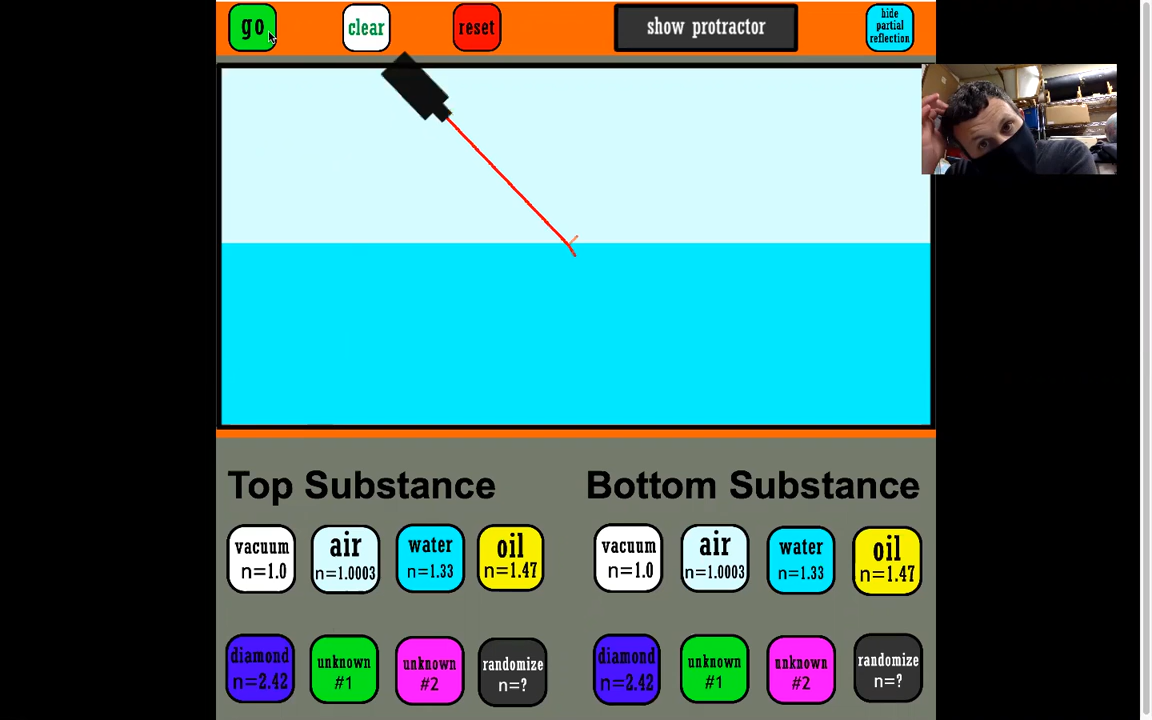 go
clear
reset
show protractor
hide
partial
reflection
Top Substance
Bottom Substance
vacuum
n=1.0
air
n=1.0003
water
n=1.33
oil
n=1.47
vacuum
n=1.0
air
n=1.0003
water
n=1.33
oil
n=1.47
diamond
n=2.42
unknown
#1
unknown
#2
randomize
n=?
diamond
n=2.42
unknown
#1
unknown
#2
randomize
n=?